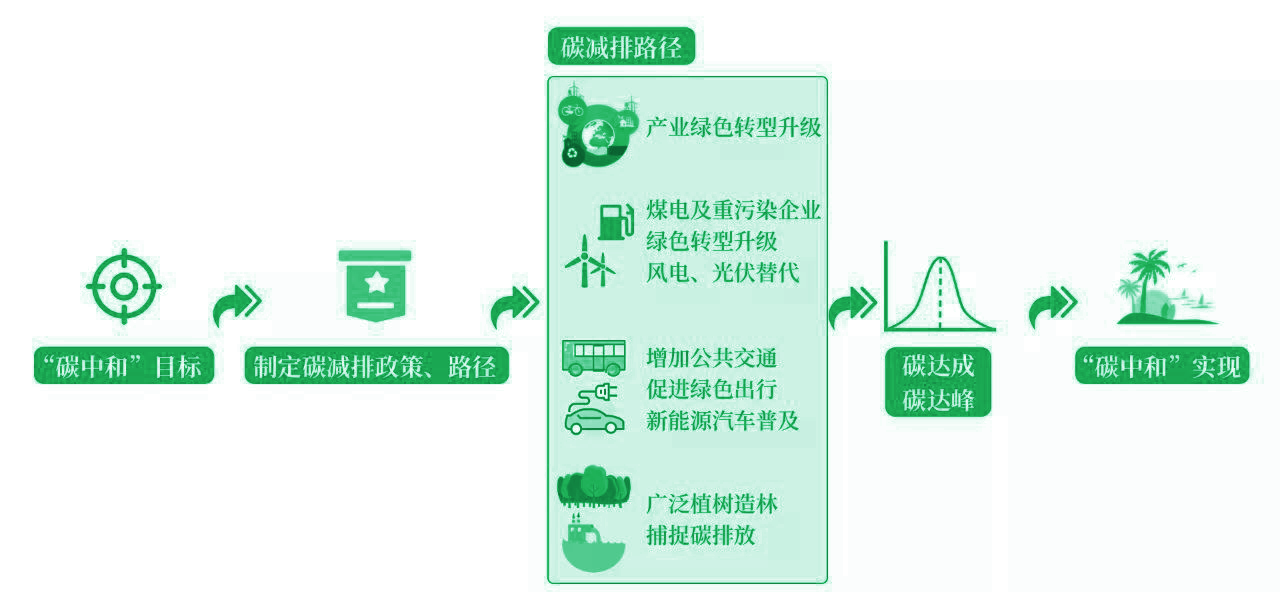 碳减排路径
产业绿色转型升级
煤电及重污染企业
绿色转型升级
风电、光伏替代
增加公共交通
促进绿色出行
新能源汽车普及
广泛植树造林
捕捉碳排放
“碳中和”目标
制定碳减排政策、路径
碳达成
碳达峰
“碳中和”实现